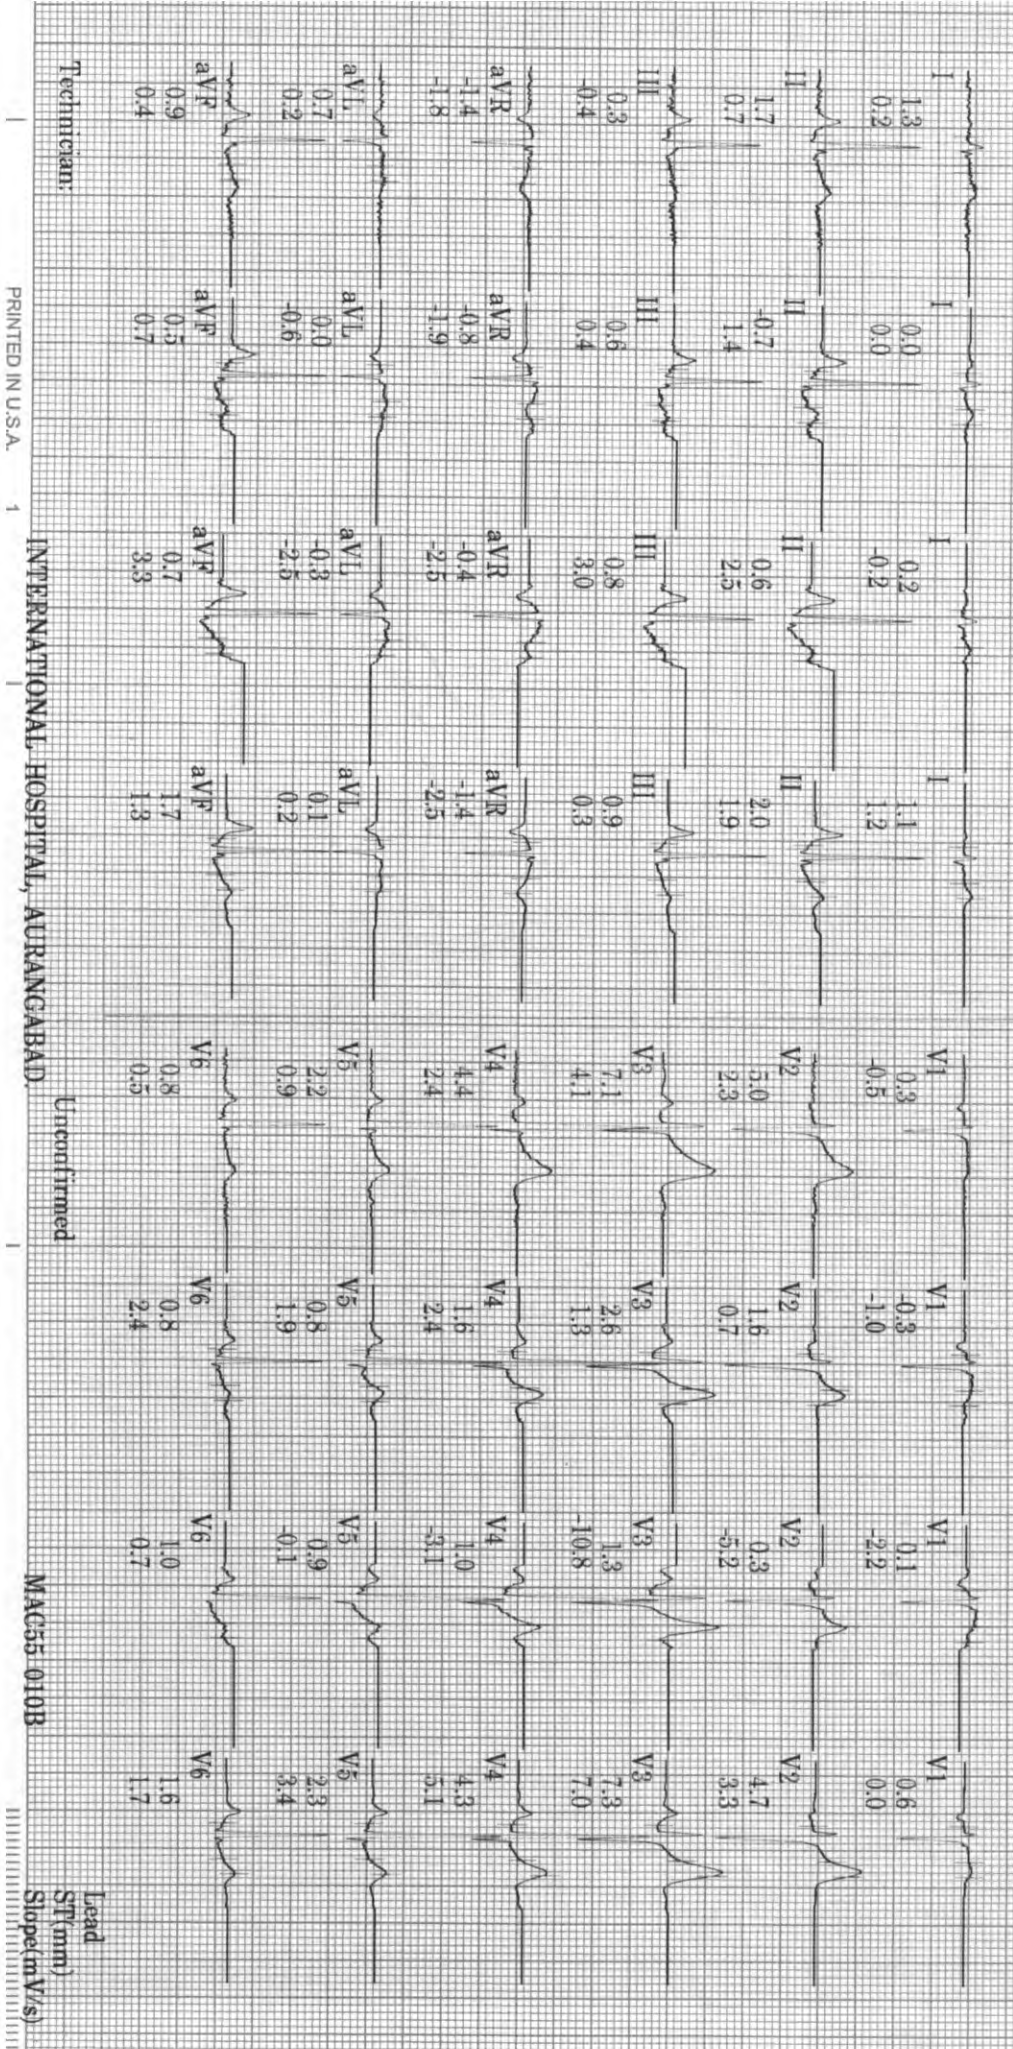 I I I I V1 V1 V1 V1
1.3 0.0 0.2 1.1 0.3 -0.3 0.1 0.6
0.2 0.0 -0.2 1.2 -0.5 -1.0 -2.2 0.0
II II II II V2 V2 V2 V2
1.7 -0.7 0.6 2.0 5.0 1.6 0.3 4.7
0.7 1.4 2.5 1.9 2.3 0.7 -5.2 3.3
III III III III V3 V3 V3 V3
0.3 0.6 0.8 0.9 7.1 2.6 1.3 7.3
-0.4 0.4 3.0 0.3 4.1 1.3 -10.8 7.0
aVR aVR aVR aVR V4 V4 V4 V4
-1.4 -0.8 -0.4 -1.4 4.4 1.6 1.0 4.3
-1.8 -1.9 -2.5 -2.5 2.4 2.4 -3.1 5.1
aVL aVL aVL aVL V5 V5 V5 V5
0.7 0.0 -0.3 0.1 2.2 0.8 0.9 2.3
0.2 -0.6 -2.5 0.2 0.9 1.9 -0.1 3.4
aVF aVF aVF aVF V6 V6 V6 V6
0.9 0.5 0.7 1.7 0.8 0.8 1.0 1.6
0.4 0.7 3.3 1.3 0.5 2.4 0.7 1.7
Lead
Technician: Unconfirmed ST(mm)
INTERNATIONAL HOSPITAL, AURANGABAD. MAC55 010B Slope(mV/s)
PRINTED IN U.S.A. 1